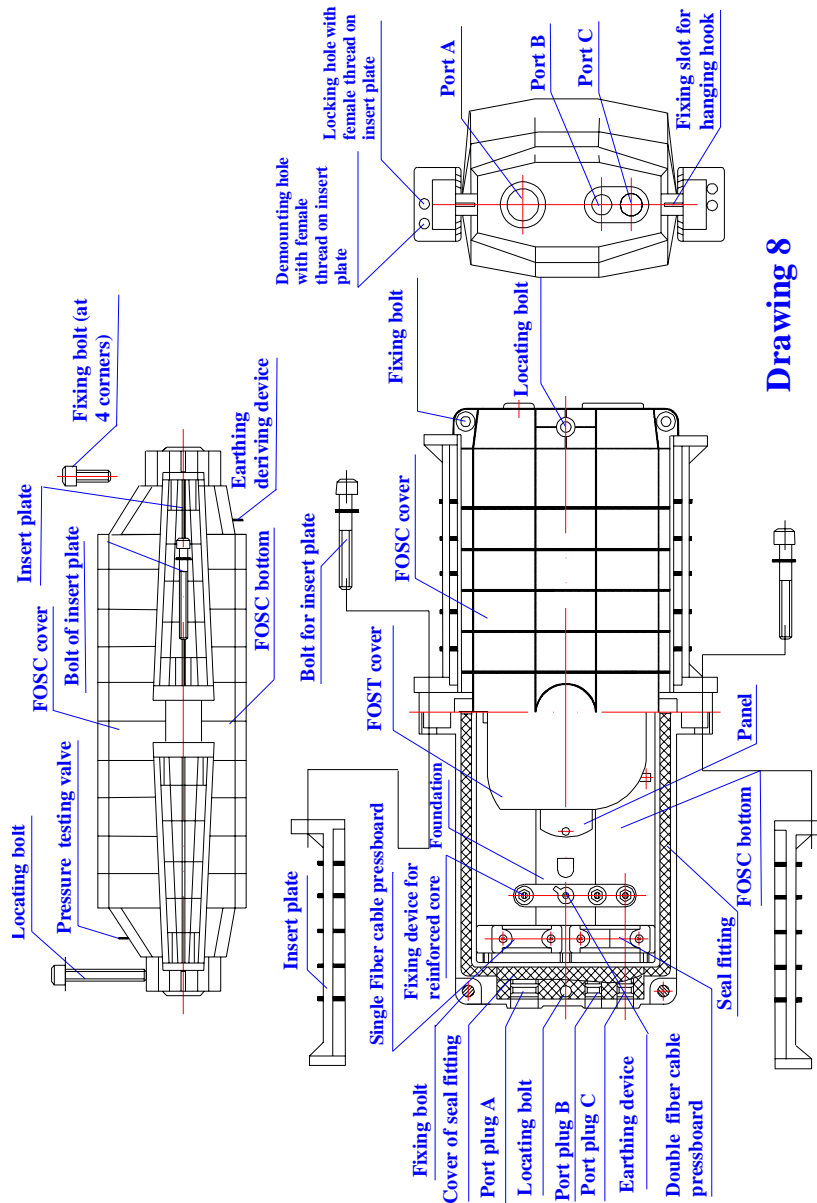 Locating bolt
Pressure testing valve
FOSC cover
Bolt of insert plate
Insert plate
Fixing bolt (at
4 corners)
Earthing
deriving device
FOSC bottom
Insert plate
Bolt for insert plate
Single Fiber cable pressboard
Fixing device for
reinforced core
Foundation
FOST cover
FOSC cover
Fixing bolt
Locating bolt
Fixing bolt
Cover of seal fitting
Port plug A
Locating bolt
Port plug B
Port plug C
Earthing device
Double fiber cable
pressboard
Seal fitting
FOSC bottom
Panel
Demounting hole
with female
thread on insert
plate
Locking hole with
female thread on
insert plate
Port A
Port B
Port C
Fixing slot for
hanging hook
Drawing 8